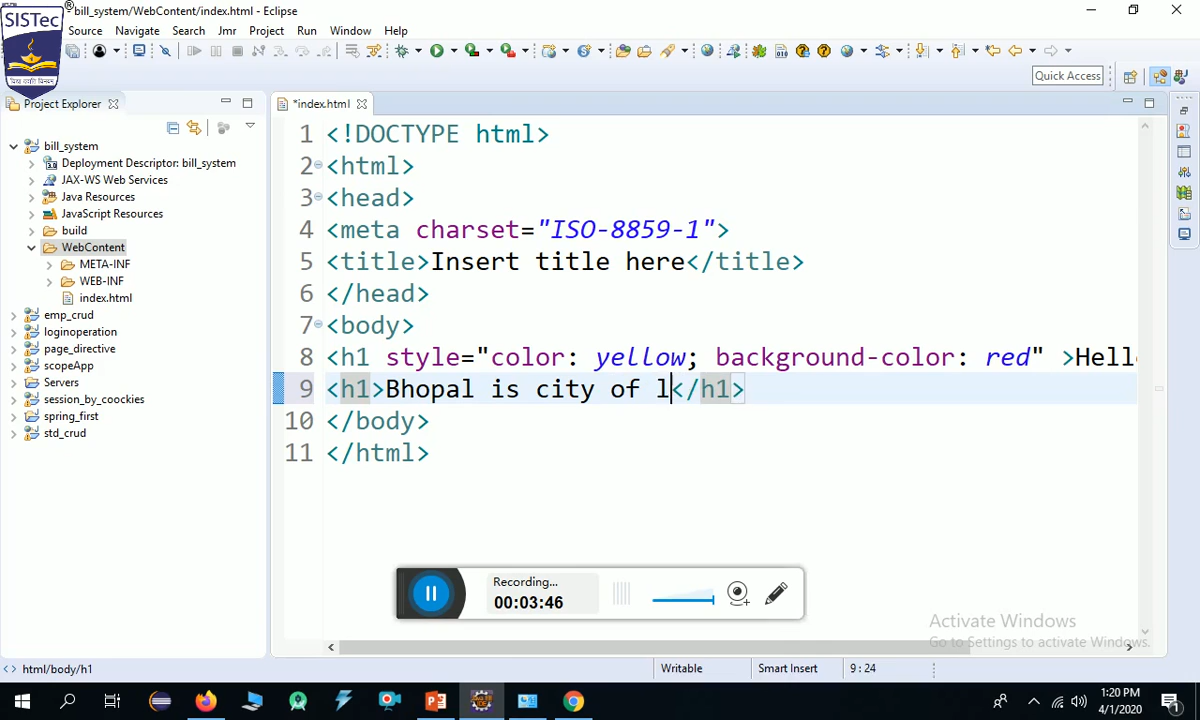 SISTec®
विद्या ददाति विनयम्
*bill_system/WebContent/index.html - Eclipse
Source Navigate Search Jmr Project Run Window Help
Quick Access
Project Explorer
*index.html
bill_system
Deployment Descriptor: bill_system
JAX-WS Web Services
Java Resources
JavaScript Resources
build
WebContent
META-INF
WEB-INF
index.html
emp_crud
loginoperation
page_directive
scopeApp
Servers
session_by_coockies
spring_first
std_crud
1 <!DOCTYPE html>
2 <html>
3 <head>
4 <meta charset="ISO-8859-1">
5 <title>Insert title here</title>
6 </head>
7 <body>
8 <h1 style="color: yellow; background-color: red" >Hell
9 <h1>Bhopal is city of l</h1>
10 </body>
11 </html>
Recording...
00:03:46
Activate Windows
Go to Settings to activate Windows.
html/body/h1 Writable Smart Insert 9 : 24
1:20 PM
4/1/2020
1